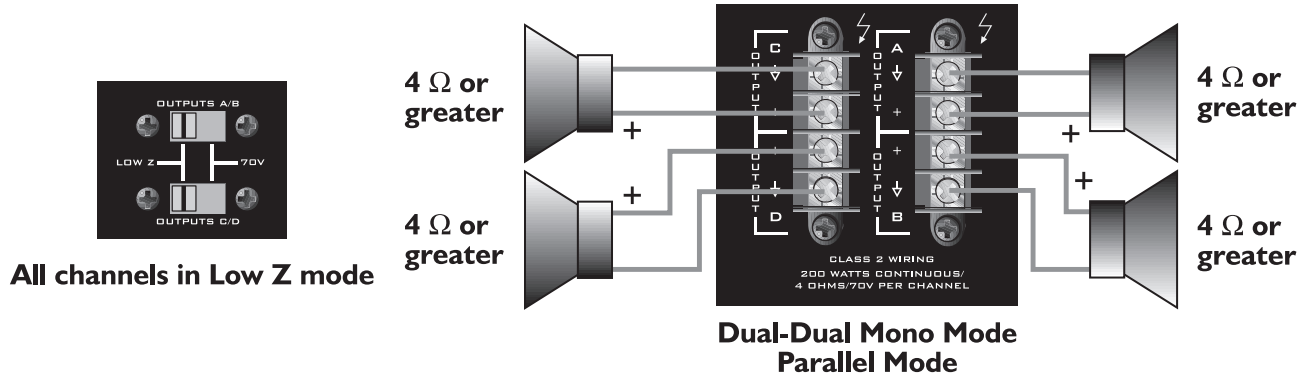 OUTPUTS A/B
LOW Z
70V
OUTPUTS C/D
All channels in Low Z mode
4 Ω or
greater
+
4 Ω or
greater
+
C
OUTPUT
+
+
OUTPUT
D
A
OUTPUT
+
+
OUTPUT
B
CLASS 2 WIRING
200 WATTS CONTINUOUS/
4 OHMS/70V PER CHANNEL
4 Ω or
greater
+
4 Ω or
greater
+
Dual-Dual Mono Mode
Parallel Mode